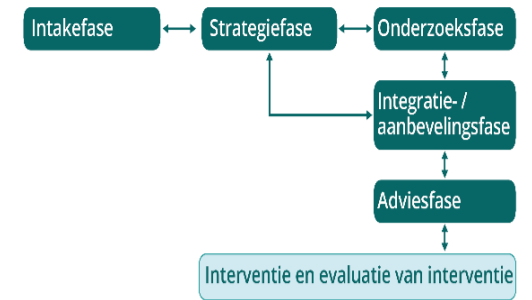 Intakefase
Strategiefase
Onderzoeksfase
Integratie- /
aanbevelingsfase
Adviesfase
Interventie en evaluatie van interventie